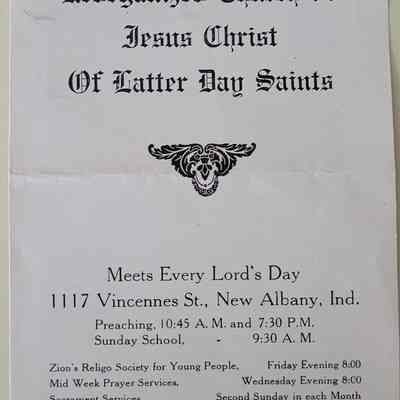 Jesus Christ
Of Latter Day Saints
Meets Every Lord's Day
1117 Vincennes St., New Albany, Ind.
Preaching, 10:45 A. M. and 7:30 P.M.
Sunday School, - 9:30 A. M.
Zion's Religo Society for Young People, Friday Evening 8:00
Mid Week Prayer Services, Wednesday Evening 8:00
Sacrament Services, Second Sunday in each Month